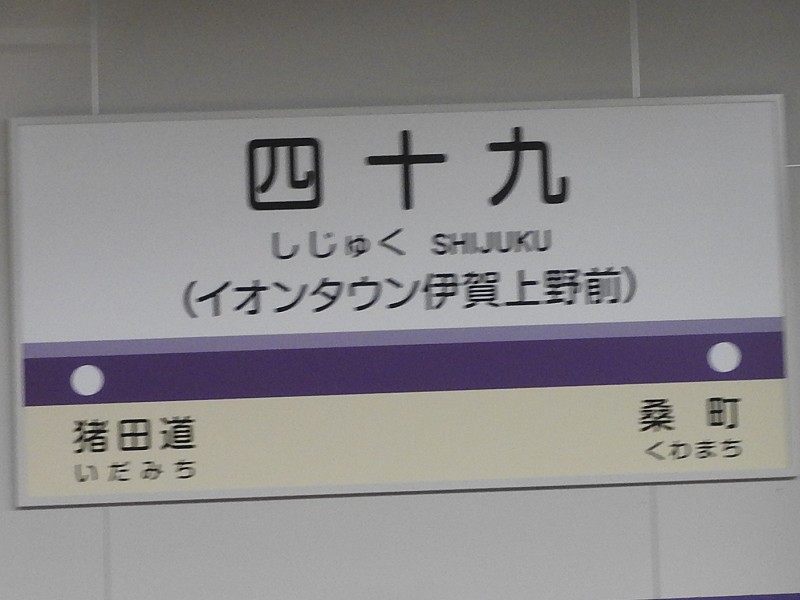 四十九
しじゅく SHIJUKU
(イオンタウン伊賀上野前)
猪田道
いだみち
桑町
くわまち